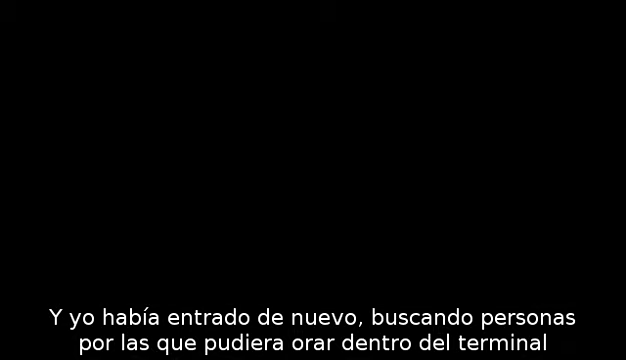 Y yo había entrado de nuevo, buscando personas
por las que pudiera orar dentro del terminal